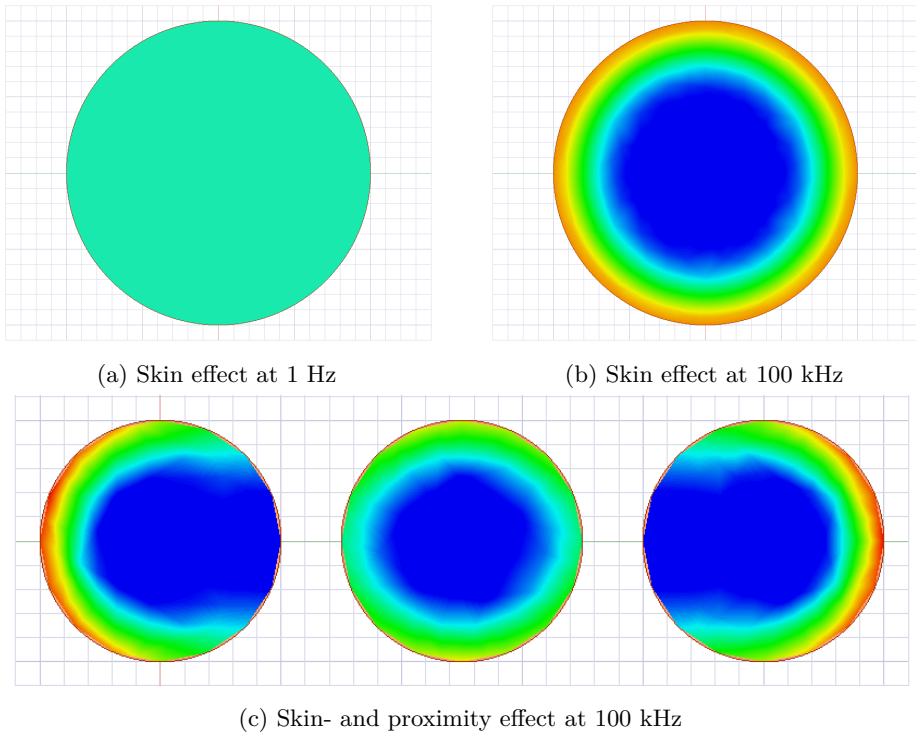 (a) Skin effect at 1 Hz
(b) Skin effect at 100 kHz
(c) Skin- and proximity effect at 100 kHz